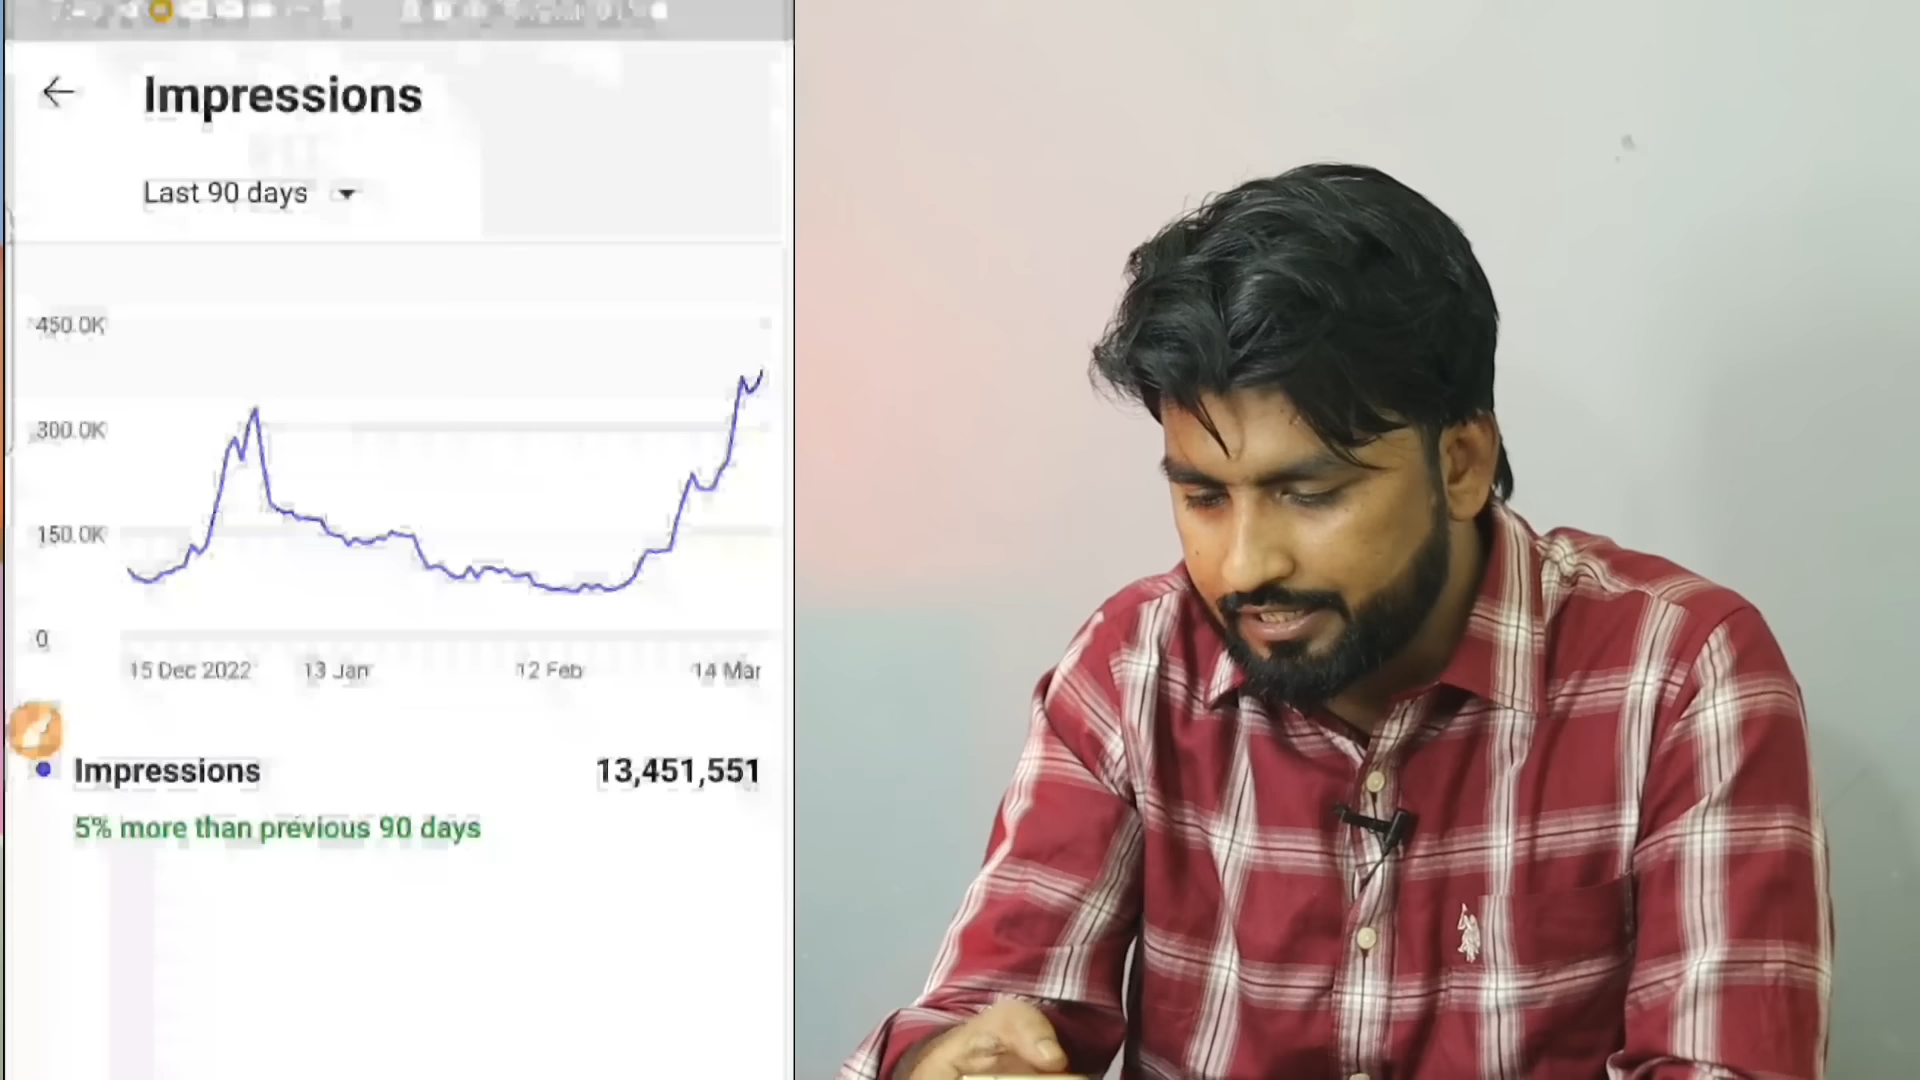 Impressions
Last 90 days
450.0K
300.0K
150.0K
0
15 Dec 2022 13 Jan 12 Feb 14 Mar
Impressions 13,451,551
5% more than previous 90 days